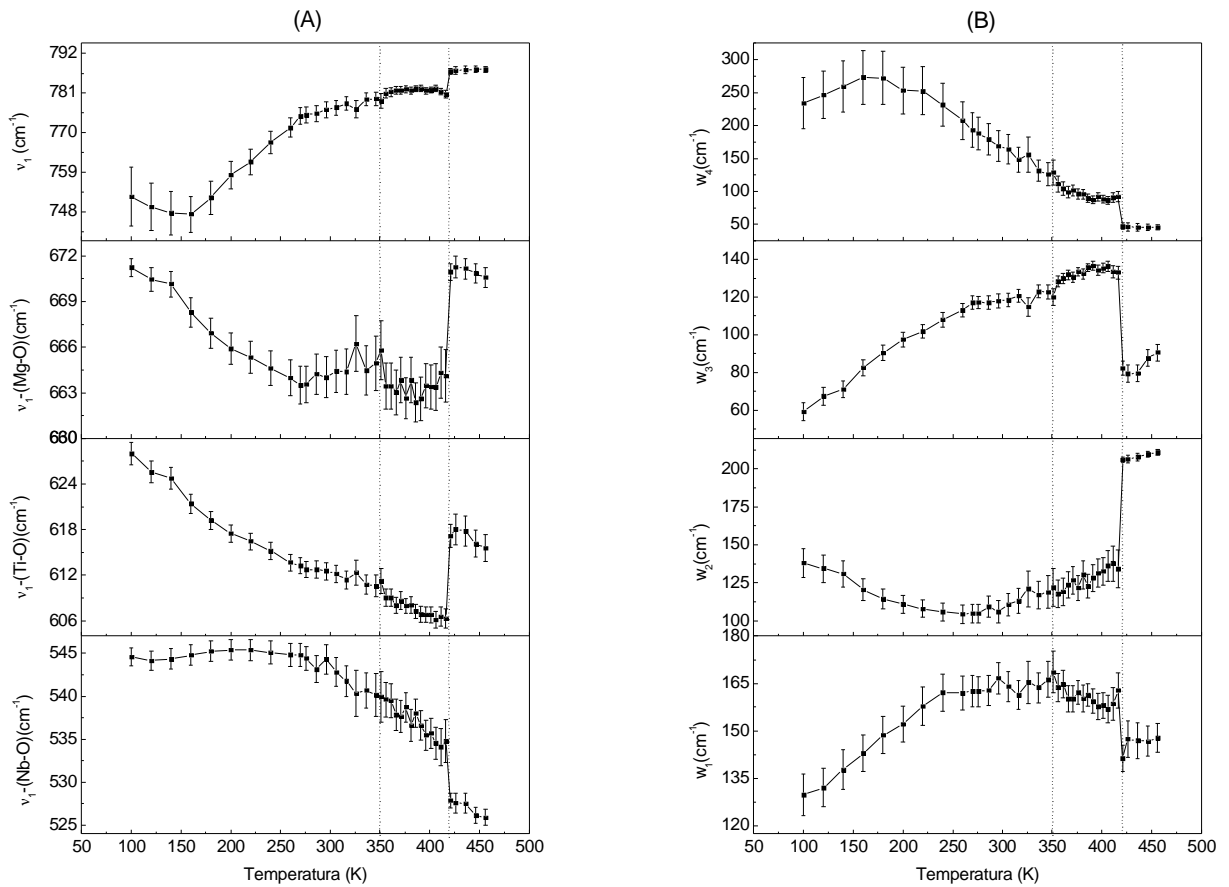 (A)
792
781
770
759
748
ν₁ (cm⁻¹)
672
669
666
663
660
ν₁-(Mg-O)(cm⁻¹)
630
624
618
612
606
ν₁-(Ti-O)(cm⁻¹)
545
540
535
530
525
ν₁-(Nb-O)(cm⁻¹)
50 100 150 200 250 300 350 400 450 500
Temperatura (K)
(B)
300
250
200
150
100
50
w₄(cm⁻¹)
140
120
100
80
60
w₃(cm⁻¹)
200
175
150
125
100
w₂(cm⁻¹)
180
165
150
135
120
w₁(cm⁻¹)
50 100 150 200 250 300 350 400 450 500
Temperatura (K)